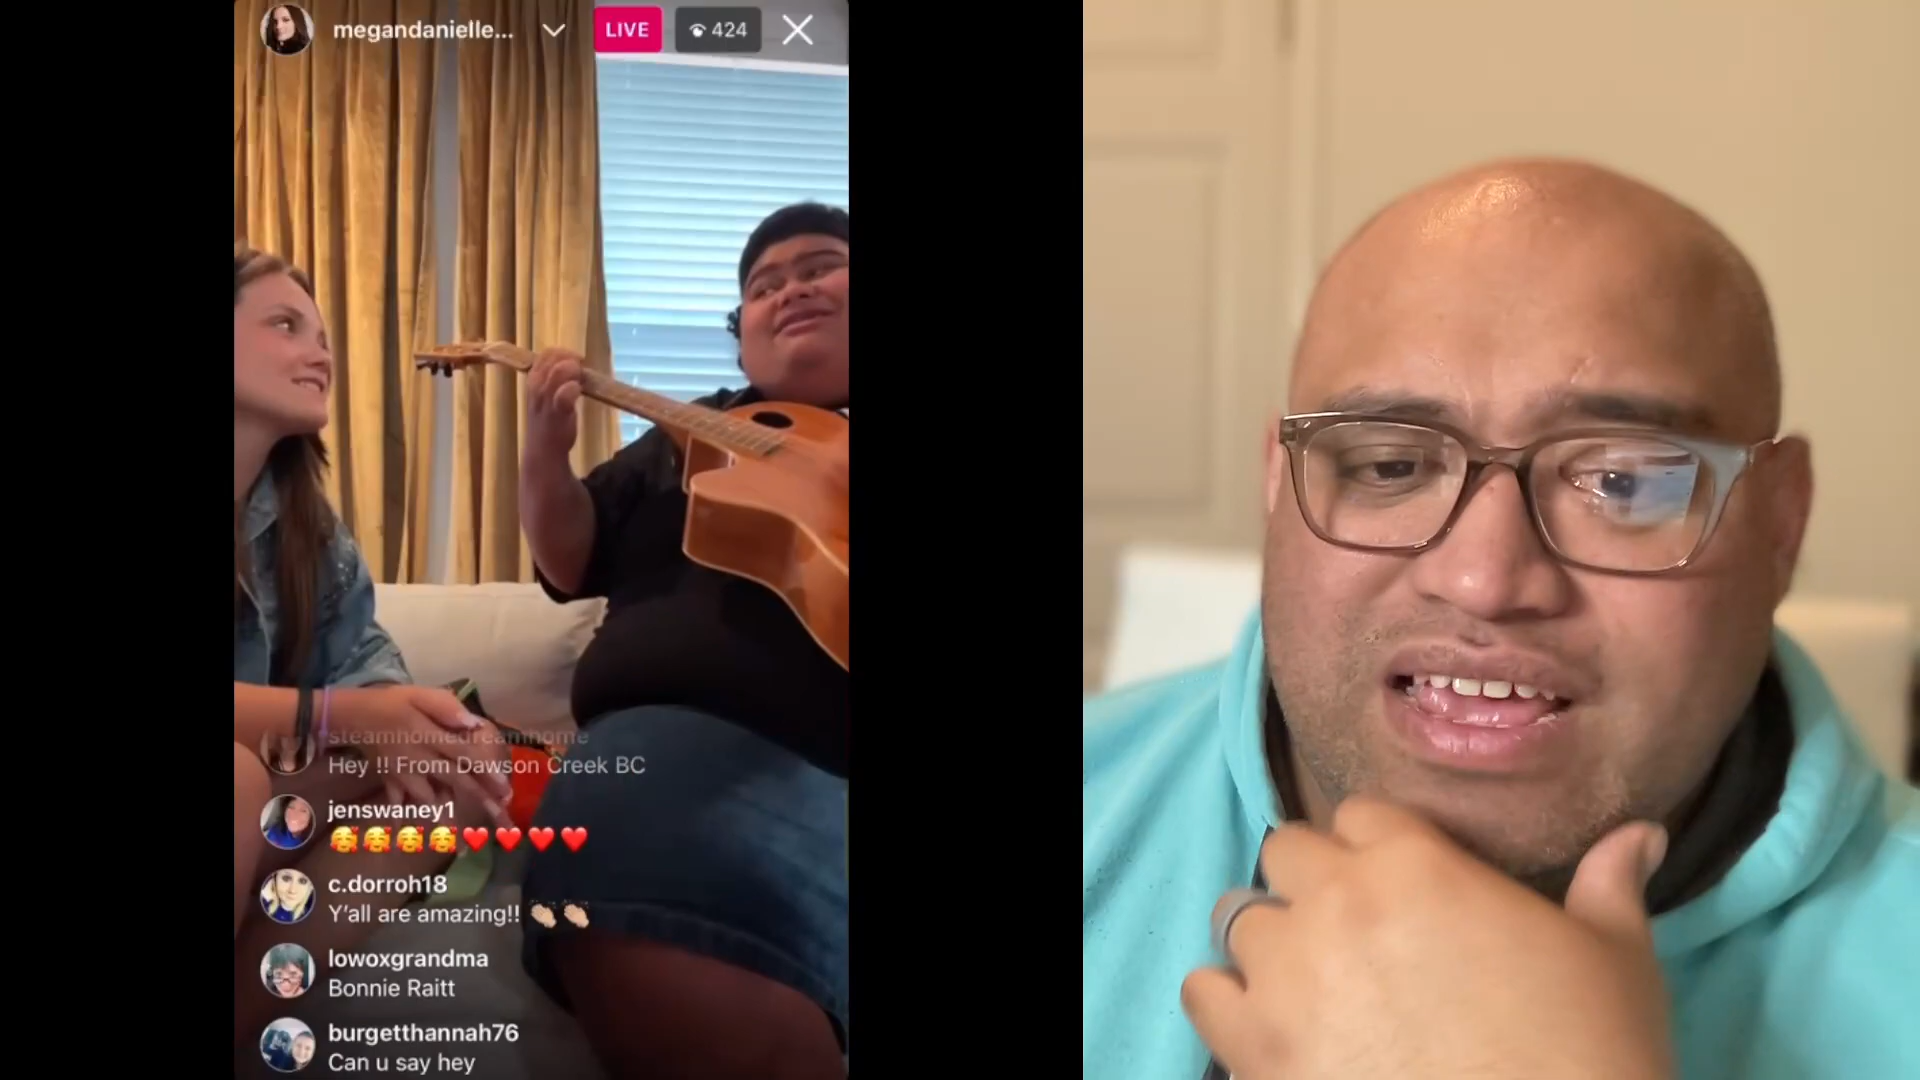 megandanielle...
LIVE
424
steamhomedreamhome
Hey !! From Dawson Creek BC
jenswaney1
🥰🥰🥰🥰❤️❤️❤️❤️
c.dorroh18
Y'all are amazing!! 👏🏻👏🏻
lowoxgrandma
Bonnie Raitt
burgetthannah76
Can u say hey